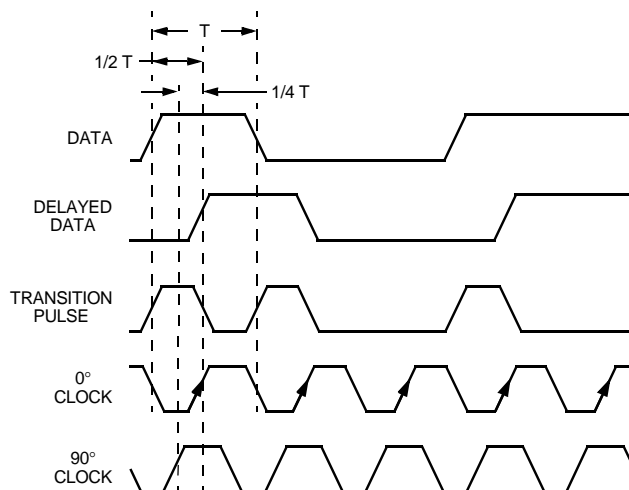 T
1/2 T
1/4 T
DATA
DELAYED
DATA
TRANSITION
PULSE
0°
CLOCK
90°
CLOCK